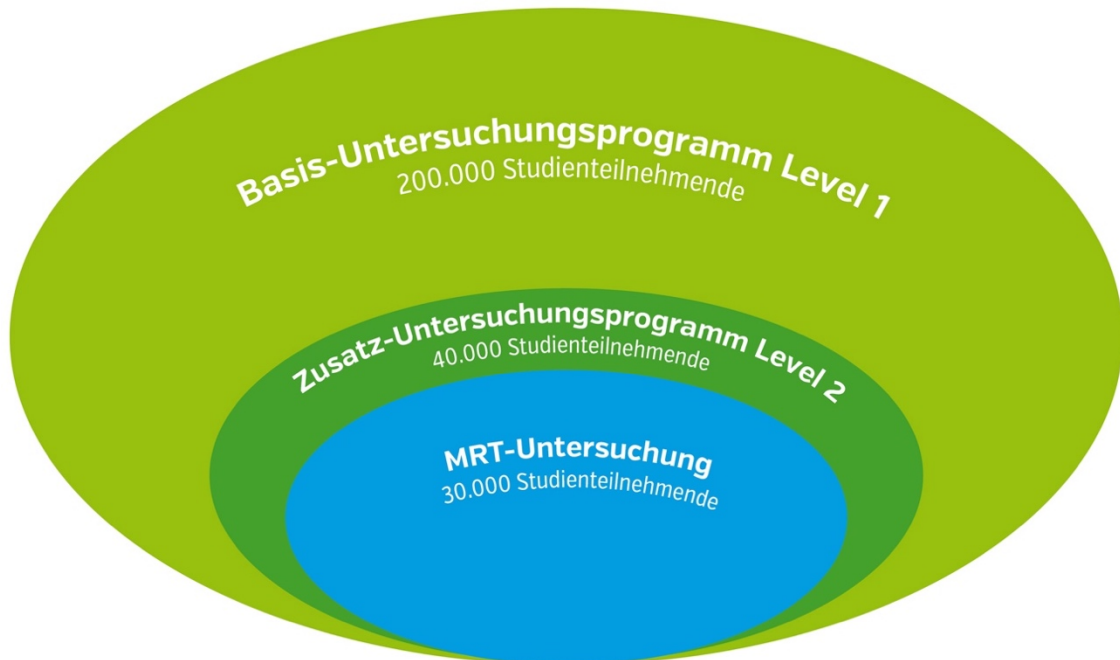 Basis-Untersuchungsprogramm Level 1
200.000 Studienteilnehmende
Zusatz-Untersuchungsprogramm Level 2
40.000 Studienteilnehmende
MRT-Untersuchung
30.000 Studienteilnehmende